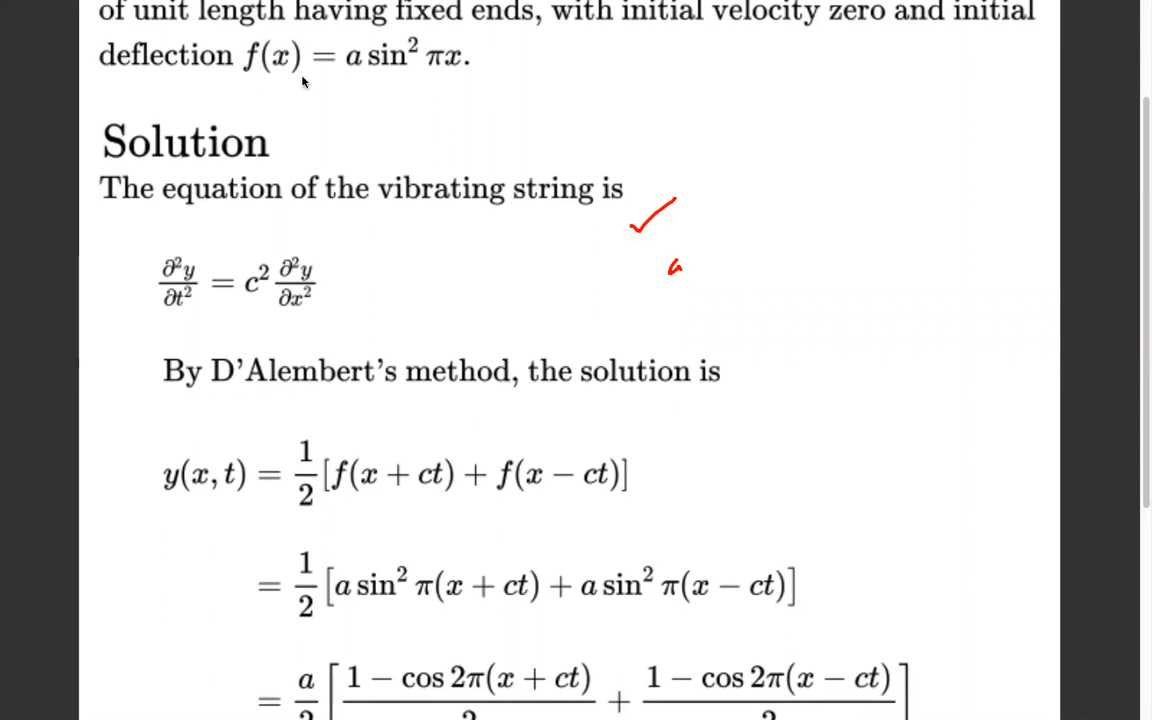 of unit length having fixed ends, with initial velocity zero and initial
deflection f(x) = a sin² πx.
Solution
The equation of the vibrating string is
∂²y/∂t² = c² ∂²y/∂x²
a
By D’Alembert’s method, the solution is
y(x, t) = 1/2 [f(x + ct) + f(x − ct)]
= 1/2 [a sin² π(x + ct) + a sin² π(x − ct)]
= a/2 [(1 − cos 2π(x + ct))/2 + (1 − cos 2π(x − ct))/2]